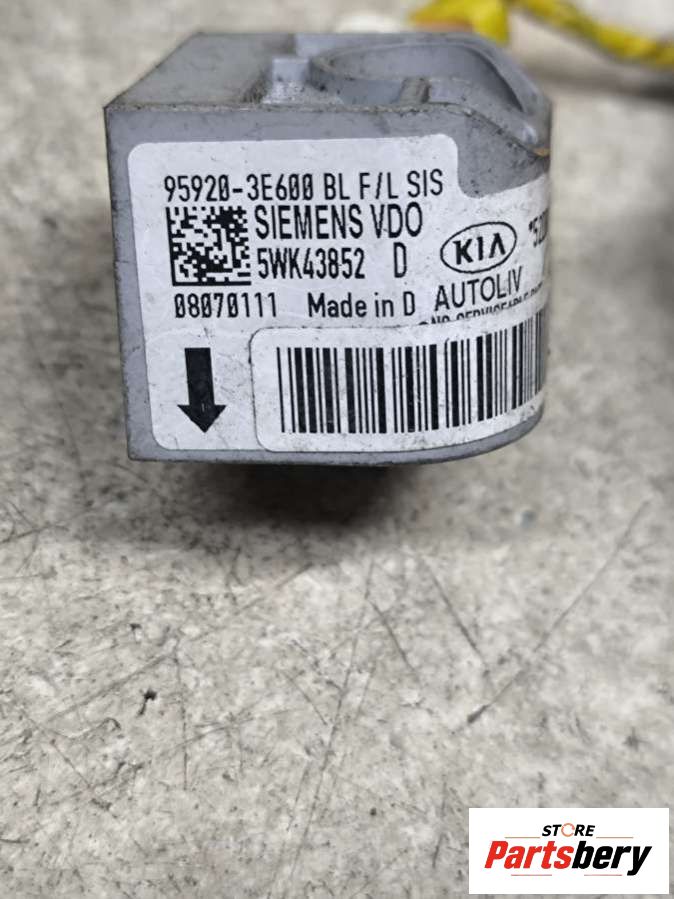 95920-3E600 BL F/L SIS
SIEMENS VDO
5WK43852 D
KIA
08070111 Made in D AUTOLIV
STORE
Partsbery